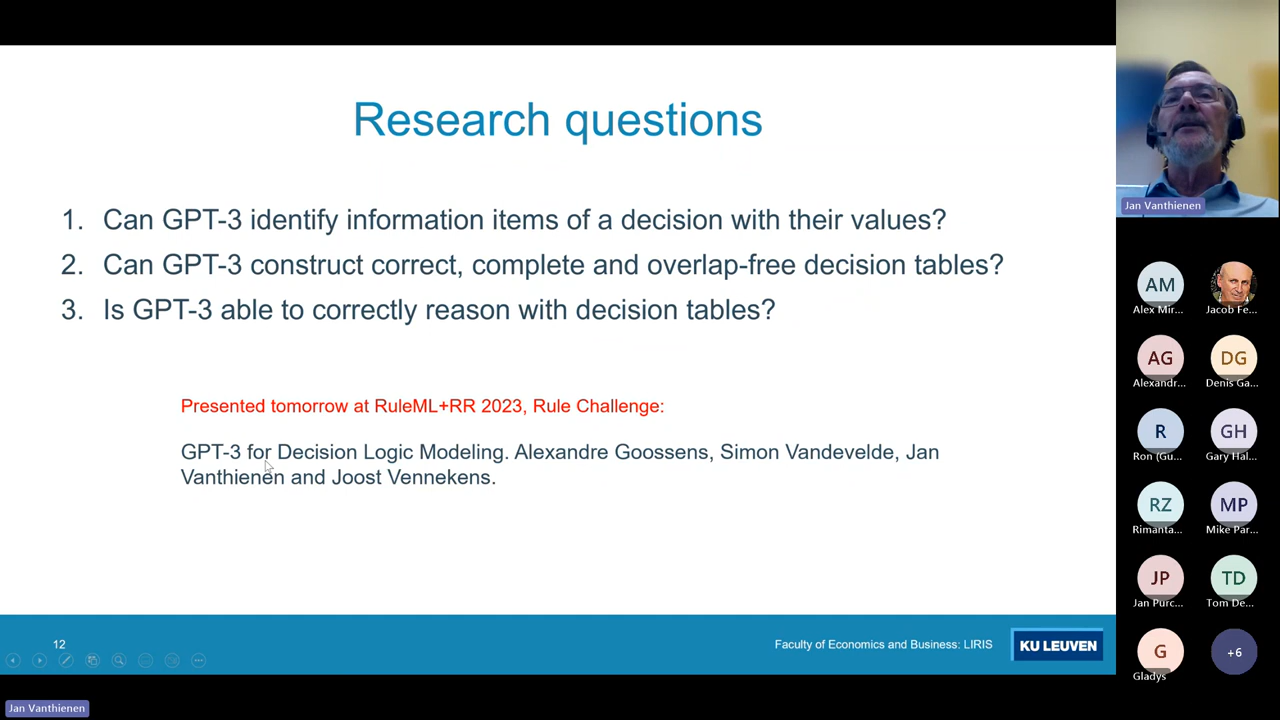 Research questions
1. Can GPT-3 identify information items of a decision with their values?
2. Can GPT-3 construct correct, complete and overlap-free decision tables?
3. Is GPT-3 able to correctly reason with decision tables?
Presented tomorrow at RuleML+RR 2023, Rule Challenge:
GPT-3 for Decision Logic Modeling. Alexandre Goossens, Simon Vandevelde, Jan
Vanthienen and Joost Vennekens.
12
Faculty of Economics and Business: LIRIS
KU LEUVEN
Jan Vanthienen
Jan Vanthienen
AM
Alex Mir...
Jacob Fe...
AG
Alexandr...
DG
Denis Ga...
R
Ron (Gu...
GH
Gary Hal...
RZ
Rimanta...
MP
Mike Par...
JP
Jan Purc...
TD
Tom De...
G
Gladys
+6